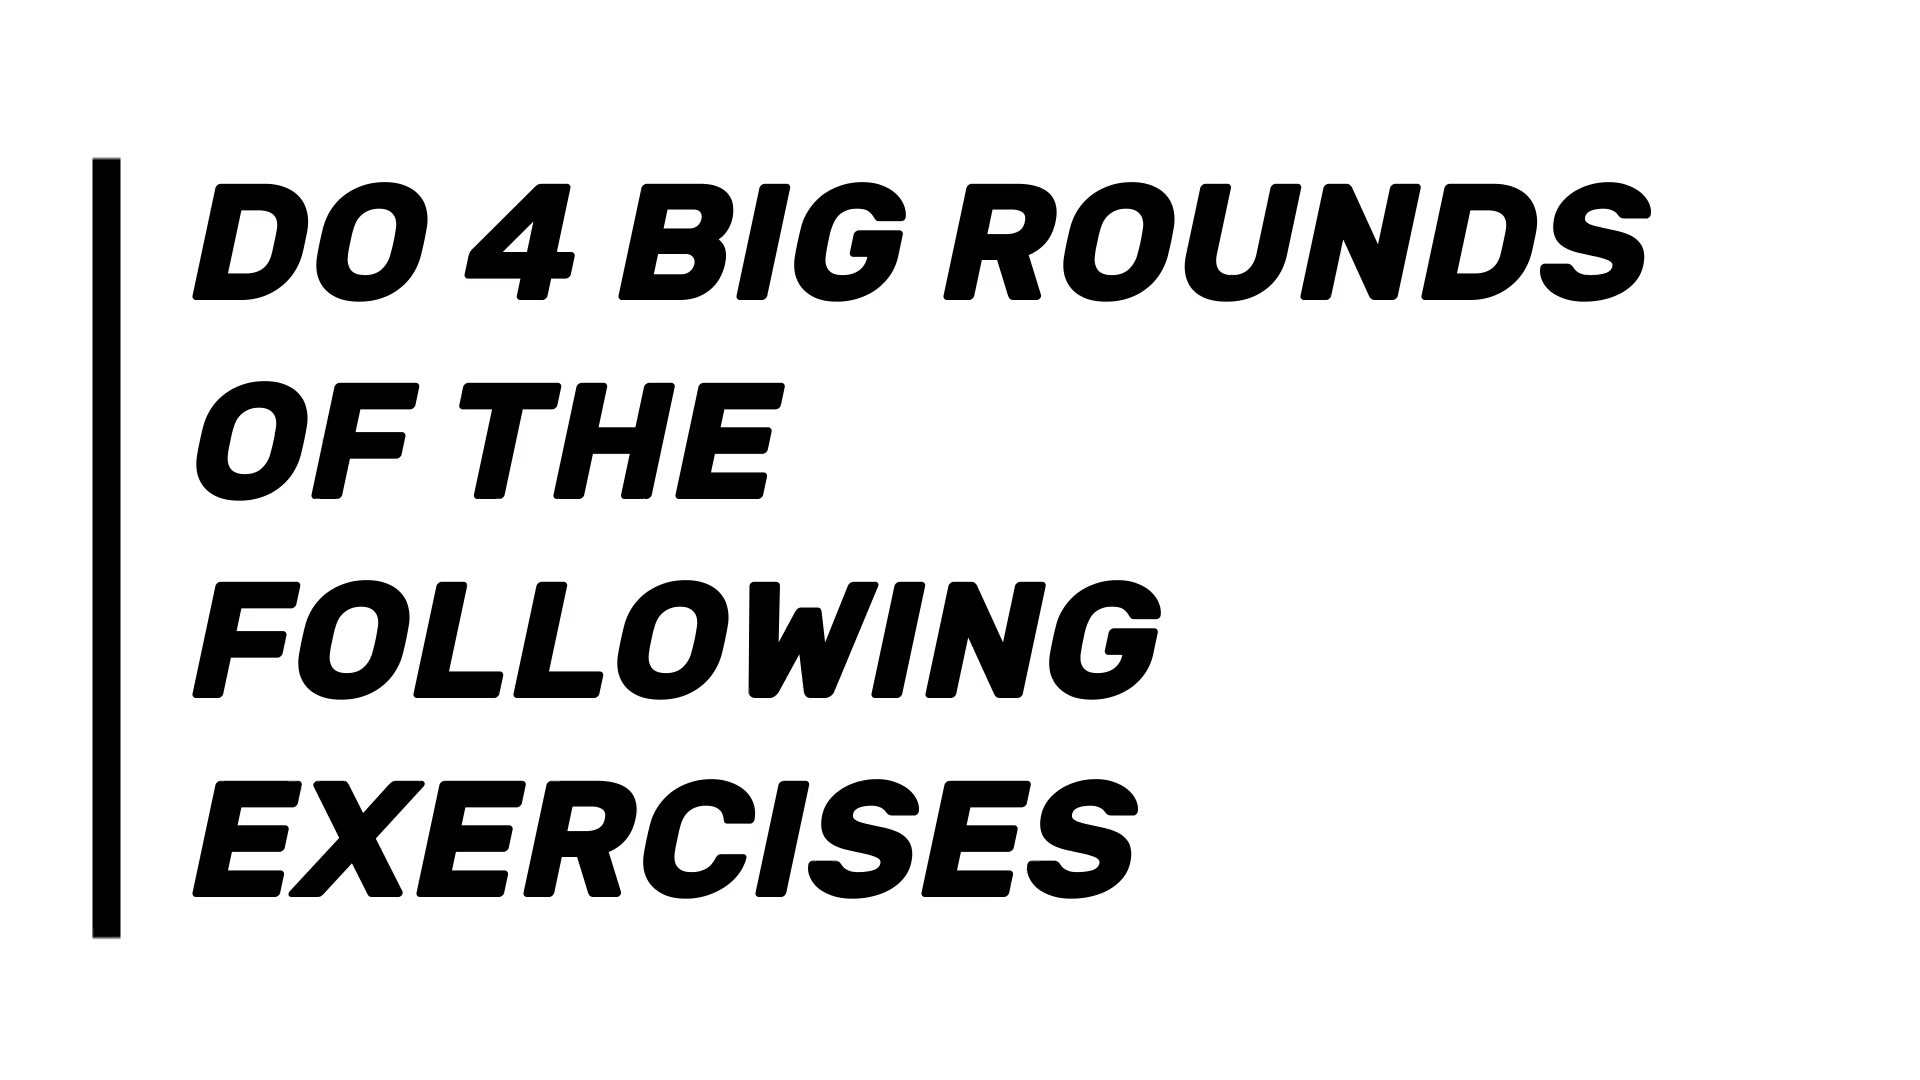 DO 4 BIG ROUNDS
OF THE
FOLLOWING
EXERCISES